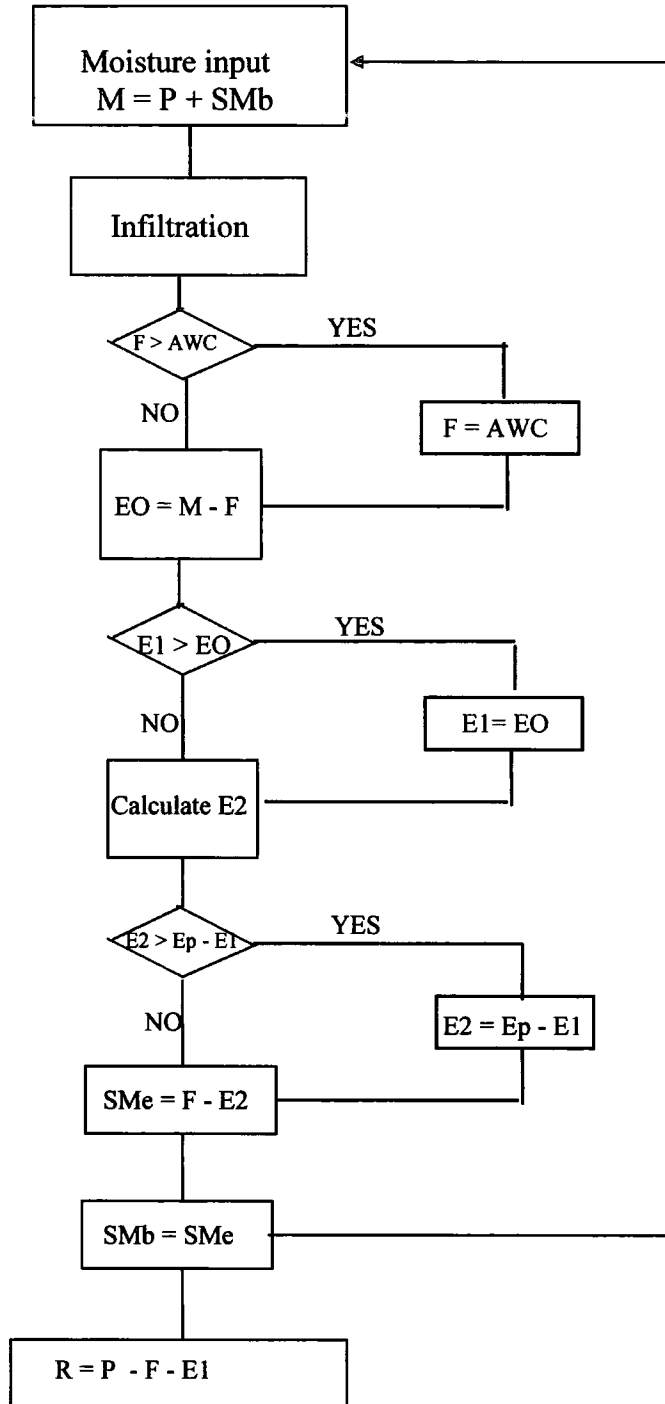 Moisture input
M = P + SMb
Infiltration
F > AWC
YES
NO
F = AWC
EO = M - F
E1 > EO
YES
NO
E1= EO
Calculate E2
E2 > Ep - E1
YES
NO
E2 = Ep - E1
SMe = F - E2
SMb = SMe
R = P - F - E1